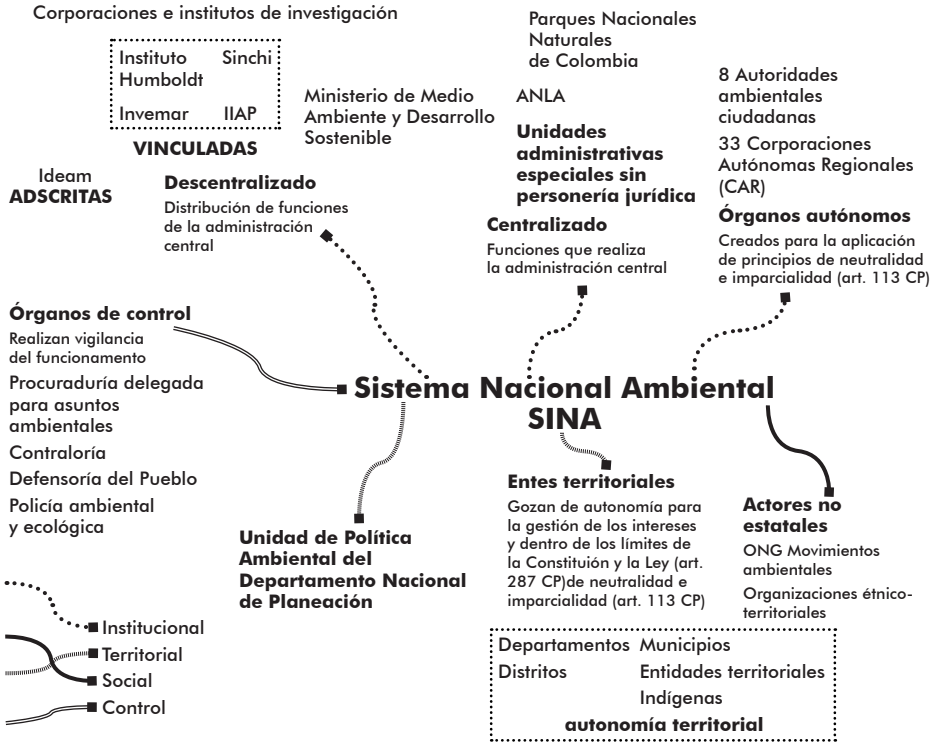 Corporaciones e institutos de investigación
Instituto Sinchi
Humboldt
Invemar IIAP
VINCULADAS
Ideam
ADSCRITAS
Ministerio de Medio
Ambiente y Desarrollo
Sostenible
Descentralizado
Distribución de funciones
de la administración
central
Parques Nacionales
Naturales
de Colombia
ANLA
Unidades
administrativas
especiales sin
personería jurídica
Centralizado
Funciones que realiza
la administración central
8 Autoridades
ambientales
ciudadanas
33 Corporaciones
Autónomas Regionales
(CAR)
Órganos autónomos
Creados para la aplicación
de principios de neutralidad
e imparcialidad (art. 113 CP)
Órganos de control
Realizan vigilancia
del funcionamento
Procuraduría delegada
para asuntos
ambientales
Contraloría
Defensoría del Pueblo
Policía ambiental
y ecológica
Sistema Nacional Ambiental
SINA
Unidad de Política
Ambiental del
Departamento Nacional
de Planeación
Entes territoriales
Gozan de autonomía para
la gestión de los intereses
y dentro de los límites de
la Constituión y la Ley (art.
287 CP)de neutralidad e
imparcialidad (art. 113 CP)
Actores no
estatales
ONG Movimientos
ambientales
Organizaciones étnico-
territoriales
Departamentos Municipios
Distritos Entidades territoriales
Indígenas
autonomía territorial
Institucional
Territorial
Social
Control